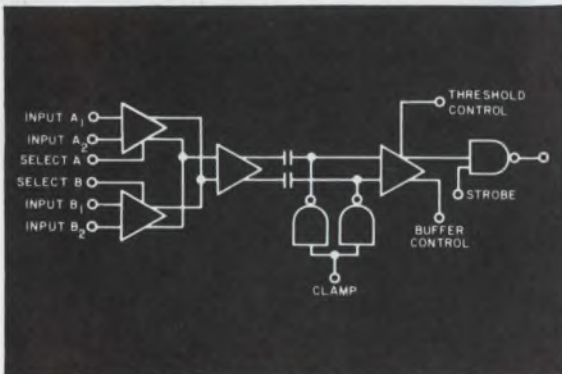 INPUT A1
INPUT A2
SELECT A
SELECT B
INPUT B1
INPUT B2
THRESHOLD
CONTROL
STROBE
BUFFER
CONTROL
CLAMP